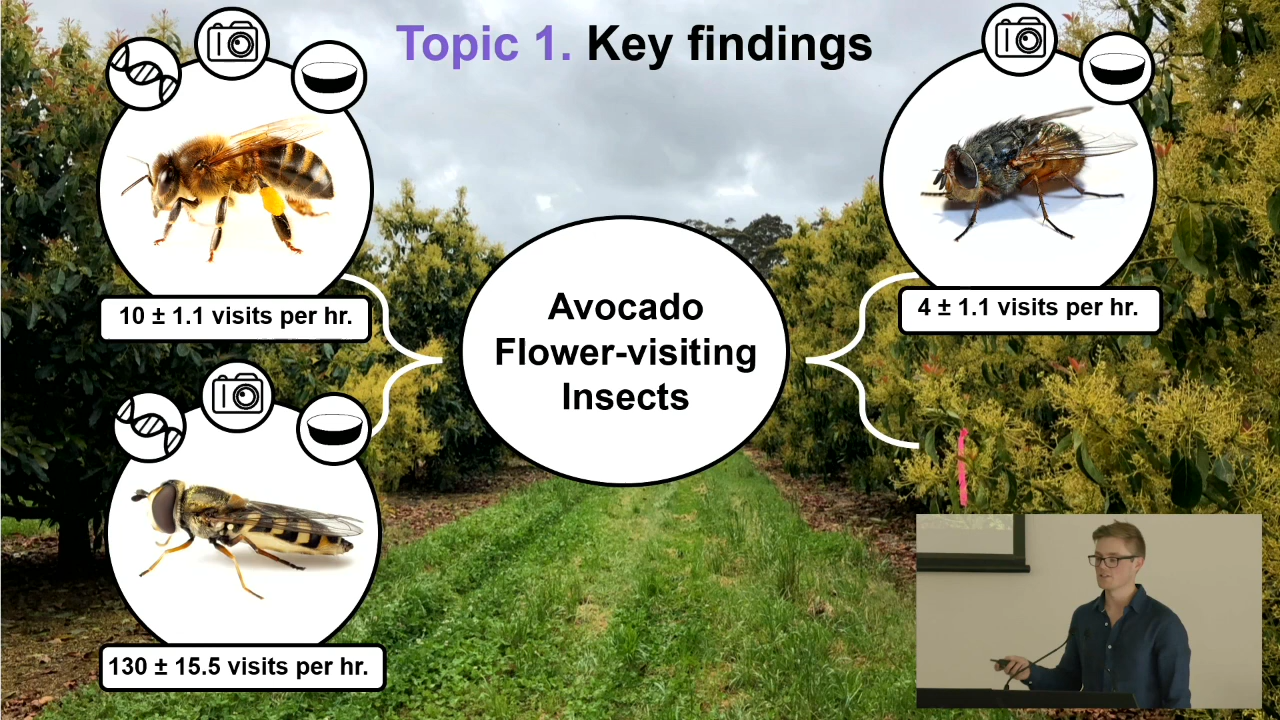 Topic 1. Key findings
10 ± 1.1 visits per hr.
4 ± 1.1 visits per hr.
Avocado
Flower-visiting
Insects
130 ± 15.5 visits per hr.